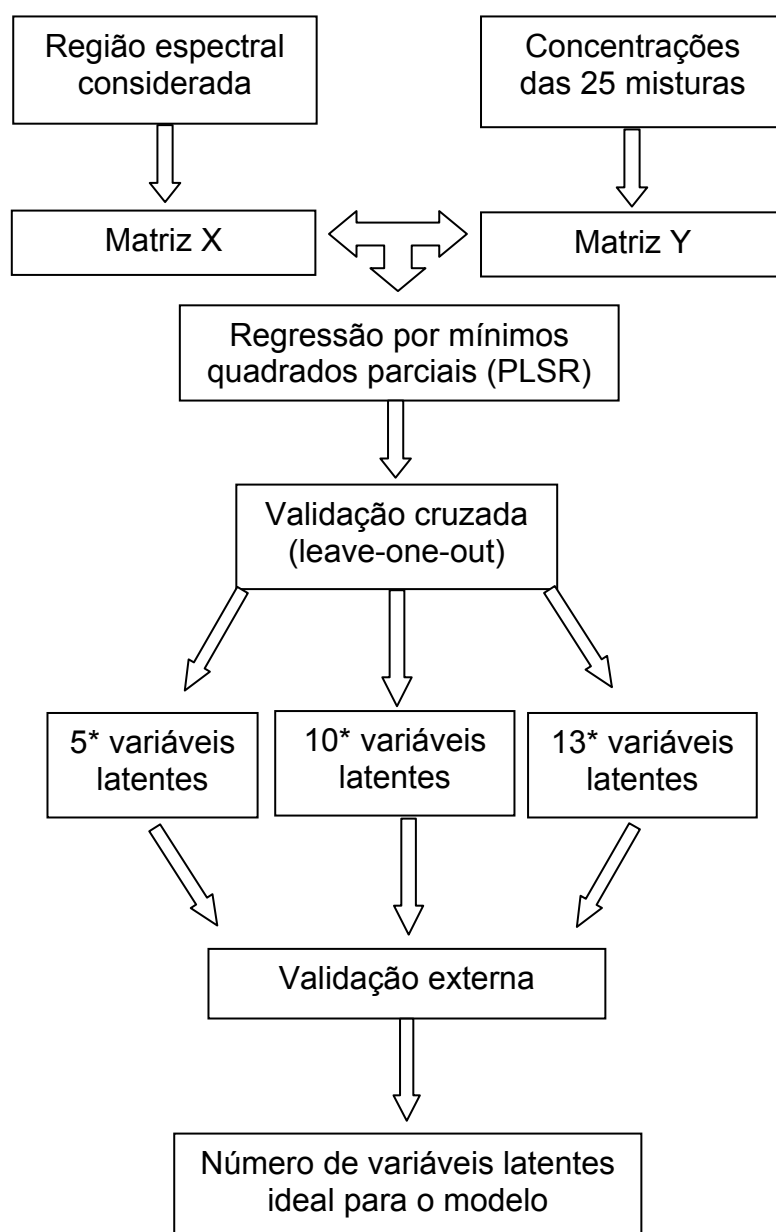 Região espectral
considerada
Concentrações
das 25 misturas
Matriz X
Matriz Y
Regressão por mínimos
quadrados parciais (PLSR)
Validação cruzada
(leave-one-out)
5* variáveis
latentes
10* variáveis
latentes
13* variáveis
latentes
Validação externa
Número de variáveis latentes
ideal para o modelo